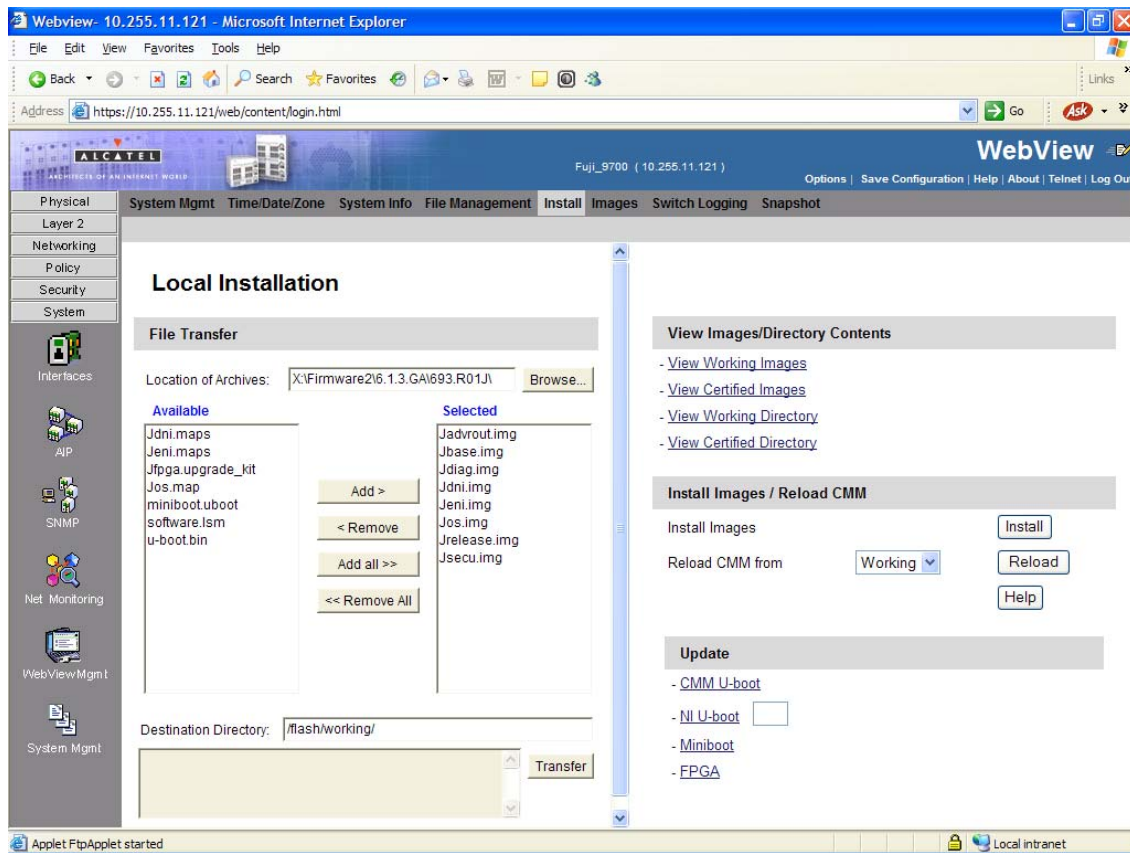 Webview- 10.255.11.121 - Microsoft Internet Explorer
File Edit View Favorites Tools Help
Back Search Favorites Links
Address https://10.255.11.121/web/content/login.html Go Ask
ALCATEL
ARCHITECTS OF AN INTERNET WORLD
Fuji_9700 ( 10.255.11.121 )
WebView
Options | Save Configuration | Help | About | Telnet | Log Ou
Physical
Layer 2
Networking
Policy
Security
System
Interfaces
AIP
SNMP
Net Monitoring
WebViewMgmt
System Mgmt
System Mgmt Time/Date/Zone System Info File Management Install Images Switch Logging Snapshot
Local Installation
File Transfer
Location of Archives: X:\Firmware2\6.1.3.GA\693.R01J\ Browse...
Available
Jdni.maps
Jeni.maps
Jfpga.upgrade_kit
Jos.map
miniboot.uboot
software.lsm
u-boot.bin
Add >
< Remove
Add all >>
<< Remove All
Selected
Jadvrout.img
Jbase.img
Jdiag.img
Jdni.img
Jeni.img
Jos.img
Jrelease.img
Jsecu.img
Destination Directory: /flash/working/
Transfer
View Images/Directory Contents
- View Working Images
- View Certified Images
- View Working Directory
- View Certified Directory
Install Images / Reload CMM
Install Images Install
Reload CMM from Working Reload
Help
Update
- CMM U-boot
- NI U-boot
- Miniboot
- FPGA
Applet FtpApplet started
Local intranet